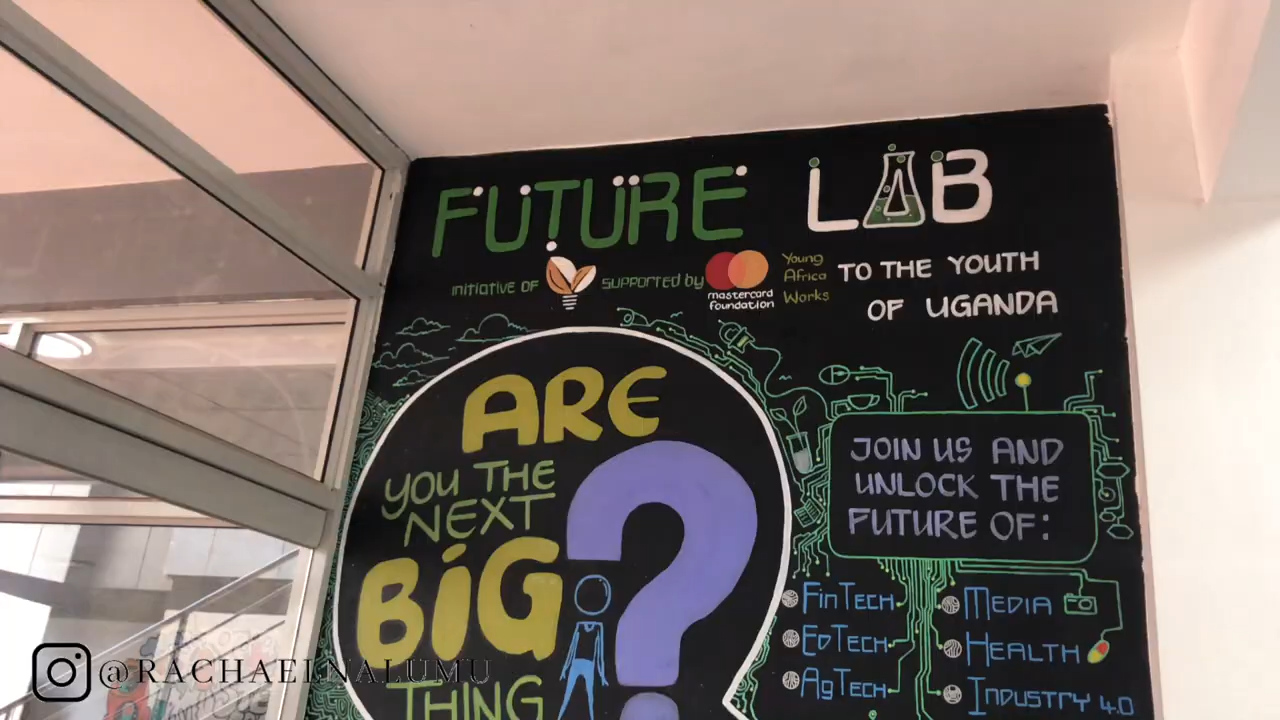 FUTURE LAB
INITIATIVE OF SUPPORTED by mastercard foundation Young Africa Works TO THE YOUTH OF UGANDA
ARE
YOU THE
NEXT
BIG
THING
?
JOIN US AND
UNLOCK THE
FUTURE OF:
FINTECH
EDTECH
AGTECH
MEDIA
HEALTH
INDUSTRY 4.0
@RACHAELNALUMU